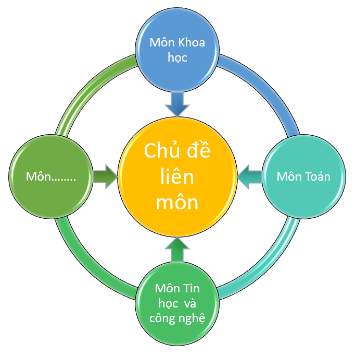 Môn Khoa
học
Chủ đề
liên
môn
Môn……..
Môn Toán
Môn Tin
học và
công nghệ